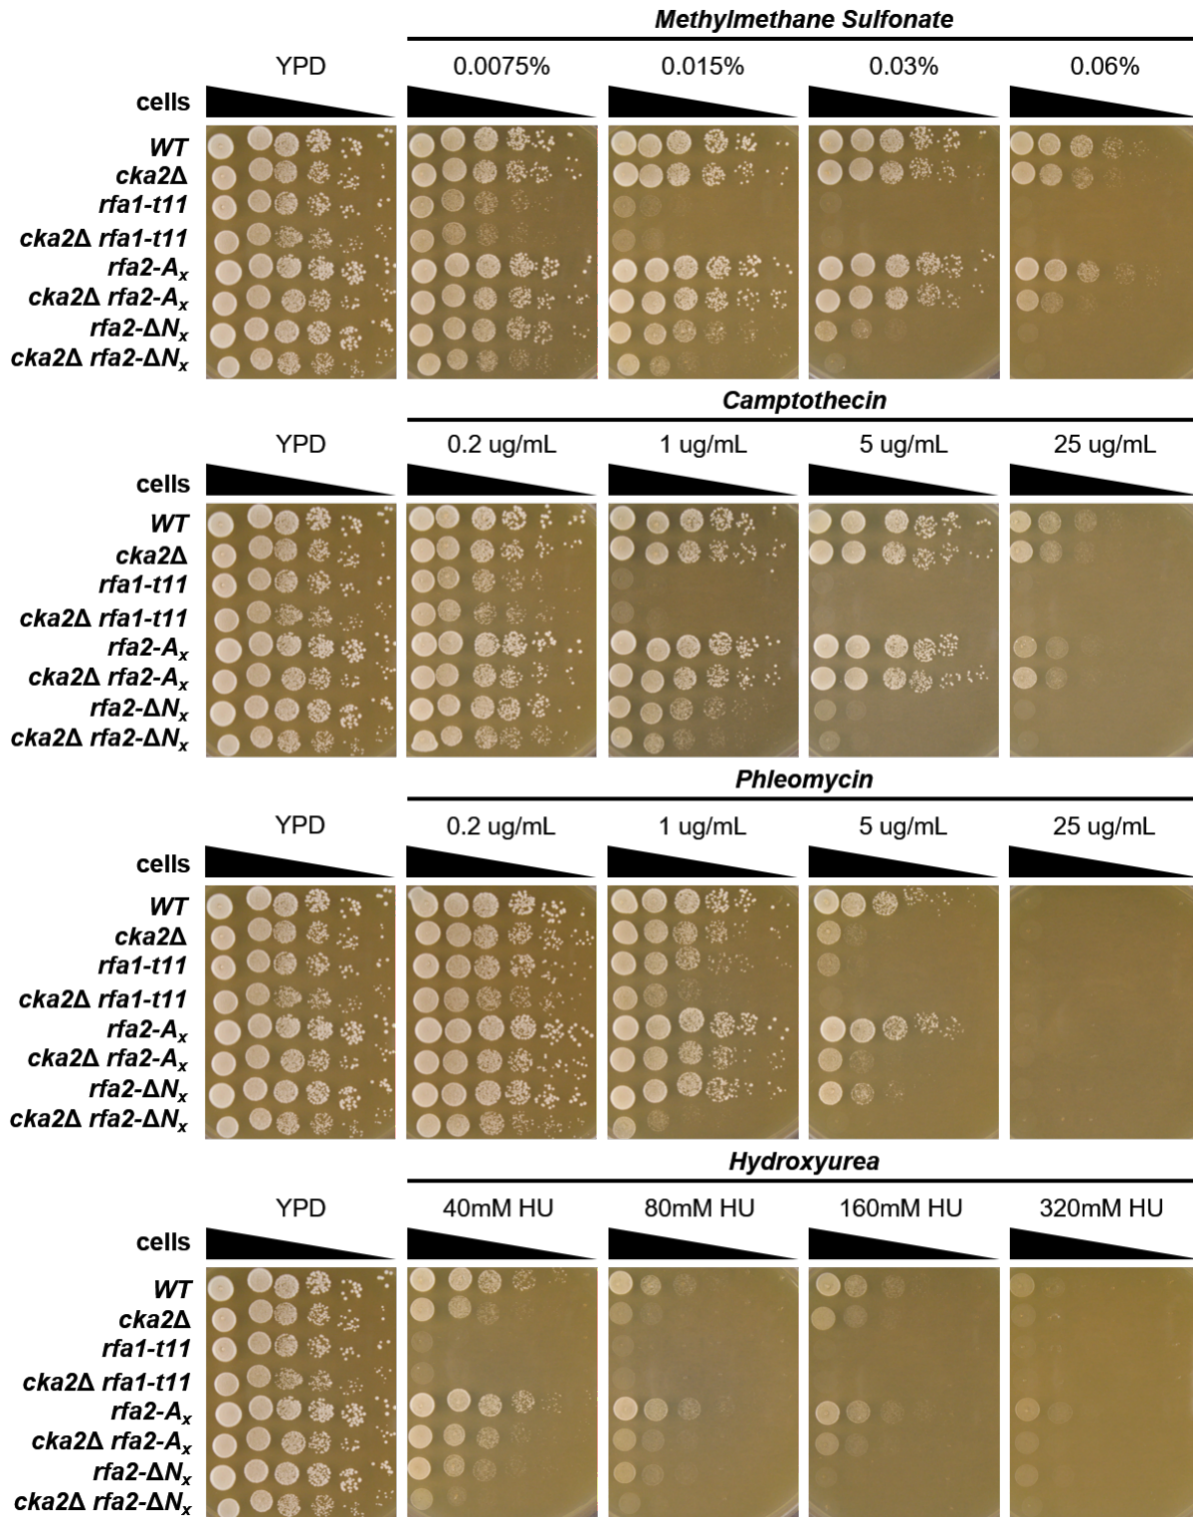 Methylmethane Sulfonate
YPD 0.0075% 0.015% 0.03% 0.06%
cells
WT
cka2Δ
rfa1-t11
cka2Δ rfa1-t11
rfa2-Ax
cka2Δ rfa2-Ax
rfa2-ΔNx
cka2Δ rfa2-ΔNx
Camptothecin
YPD 0.2 ug/mL 1 ug/mL 5 ug/mL 25 ug/mL
cells
WT
cka2Δ
rfa1-t11
cka2Δ rfa1-t11
rfa2-Ax
cka2Δ rfa2-Ax
rfa2-ΔNx
cka2Δ rfa2-ΔNx
Phleomycin
YPD 0.2 ug/mL 1 ug/mL 5 ug/mL 25 ug/mL
cells
WT
cka2Δ
rfa1-t11
cka2Δ rfa1-t11
rfa2-Ax
cka2Δ rfa2-Ax
rfa2-ΔNx
cka2Δ rfa2-ΔNx
Hydroxyurea
YPD 40mM HU 80mM HU 160mM HU 320mM HU
cells
WT
cka2Δ
rfa1-t11
cka2Δ rfa1-t11
rfa2-Ax
cka2Δ rfa2-Ax
rfa2-ΔNx
cka2Δ rfa2-ΔNx